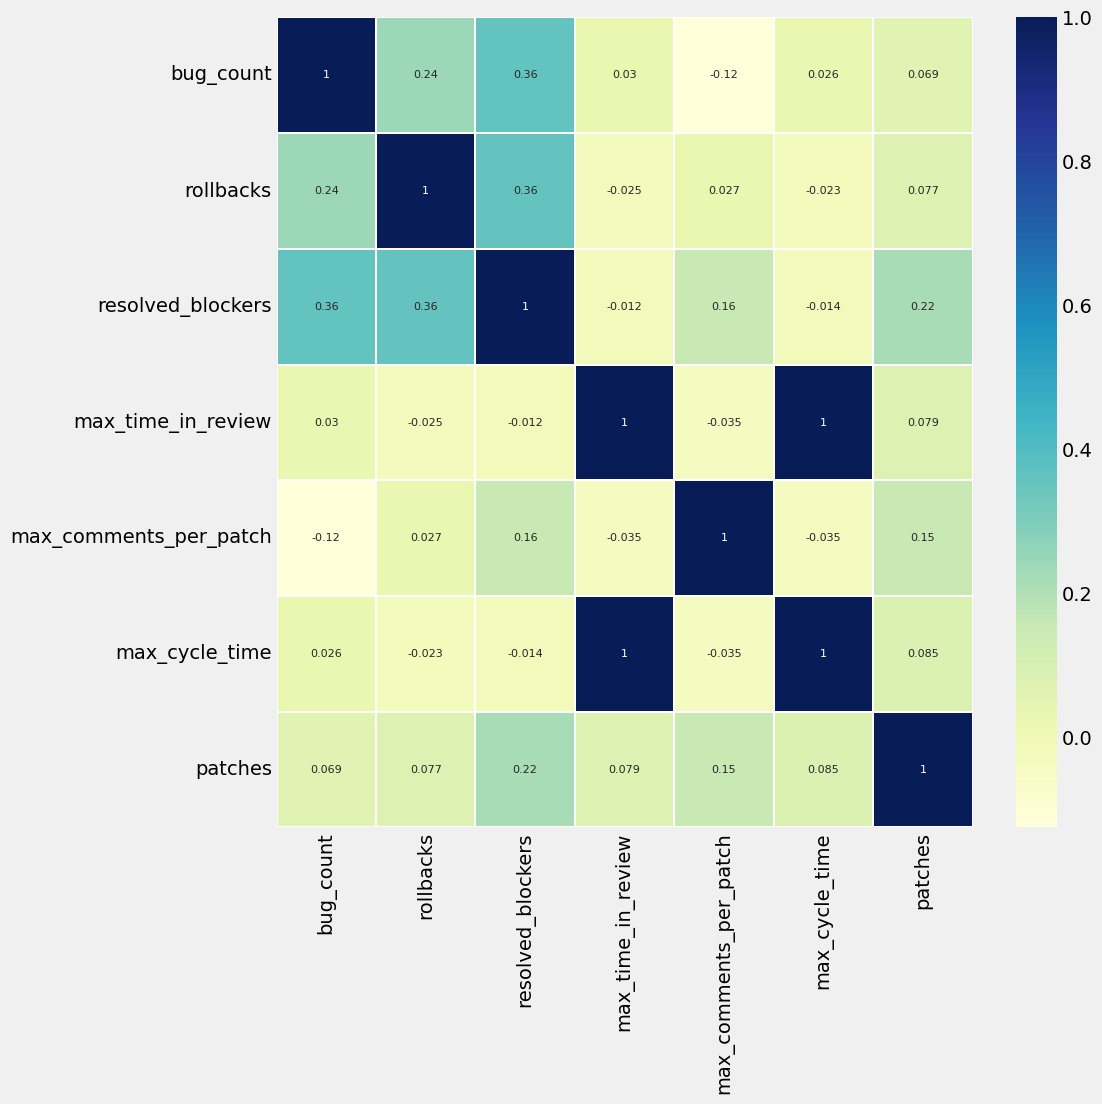 bug_count 1 0.24 0.36 0.03 -0.12 0.026 0.069
rollbacks 0.24 1 0.36 -0.025 0.027 -0.023 0.077
resolved_blockers 0.36 0.36 1 -0.012 0.16 -0.014 0.22
max_time_in_review 0.03 -0.025 -0.012 1 -0.035 1 0.079
max_comments_per_patch -0.12 0.027 0.16 -0.035 1 -0.035 0.15
max_cycle_time 0.026 -0.023 -0.014 1 -0.035 1 0.085
patches 0.069 0.077 0.22 0.079 0.15 0.085 1
bug_count
rollbacks
resolved_blockers
max_time_in_review
max_comments_per_patch
max_cycle_time
patches
1.0
0.8
0.6
0.4
0.2
0.0